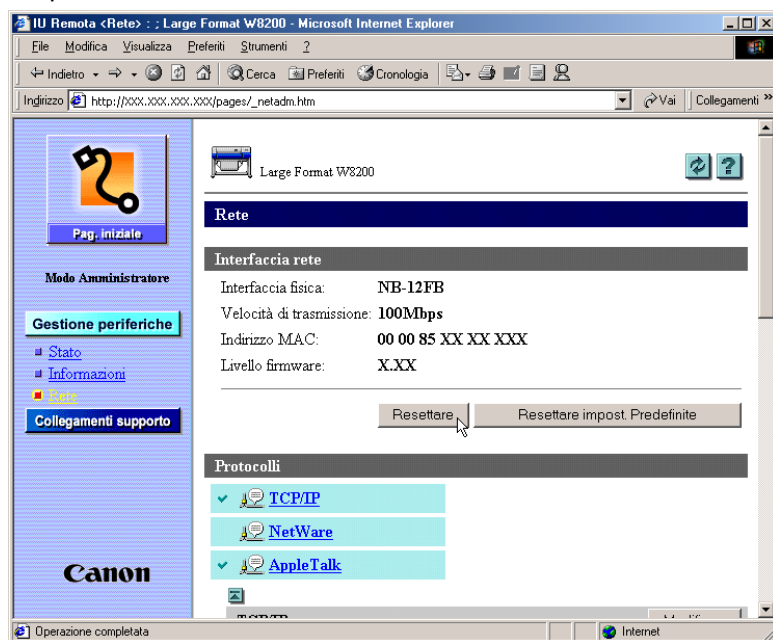 IU Remota <Rete> : ; Large Format W8200 - Microsoft Internet Explorer
File Modifica Visualizza Preferiti Strumenti ?
Indietro Cerca Preferiti Cronologia
Indirizzo http://XXX.XXX.XXX.XXX/pages/_netadm.htm Vai Collegamenti »
Pag. iniziale
Modo Amministratore
Gestione periferiche
Stato
Informazioni
Rete
Collegamenti supporto
Canon
Large Format W8200
?
Rete
Interfaccia rete
Interfaccia fisica: NB-12FB
Velocità di trasmissione: 100Mbps
Indirizzo MAC: 00 00 85 XX XX XXX
Livello firmware: X.XX
Resettare Resettare impost. Predefinite
Protocolli
TCP/IP
NetWare
AppleTalk
TCP/IP
Operazione completata Internet